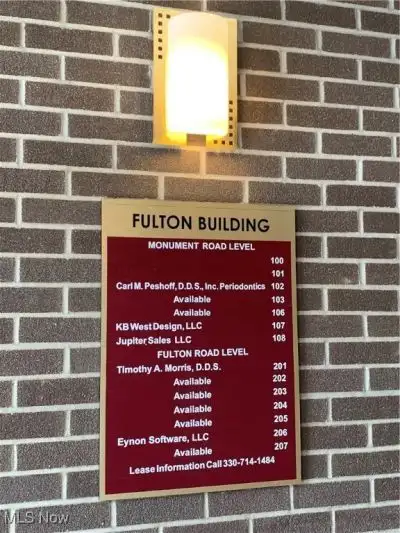 FULTON BUILDING
MONUMENT ROAD LEVEL
100
101
Carl M. Peshoff, D.D.S., Inc. Periodontics 102
Available 103
Available 106
KB West Design, LLC 107
Jupiter Sales LLC 108
FULTON ROAD LEVEL
Timothy A. Morris, D.D.S. 201
Available 202
Available 203
Available 204
Available 205
Eynon Software, LLC 206
Available 207
Lease Information Call 330-714-1484
MLS Now